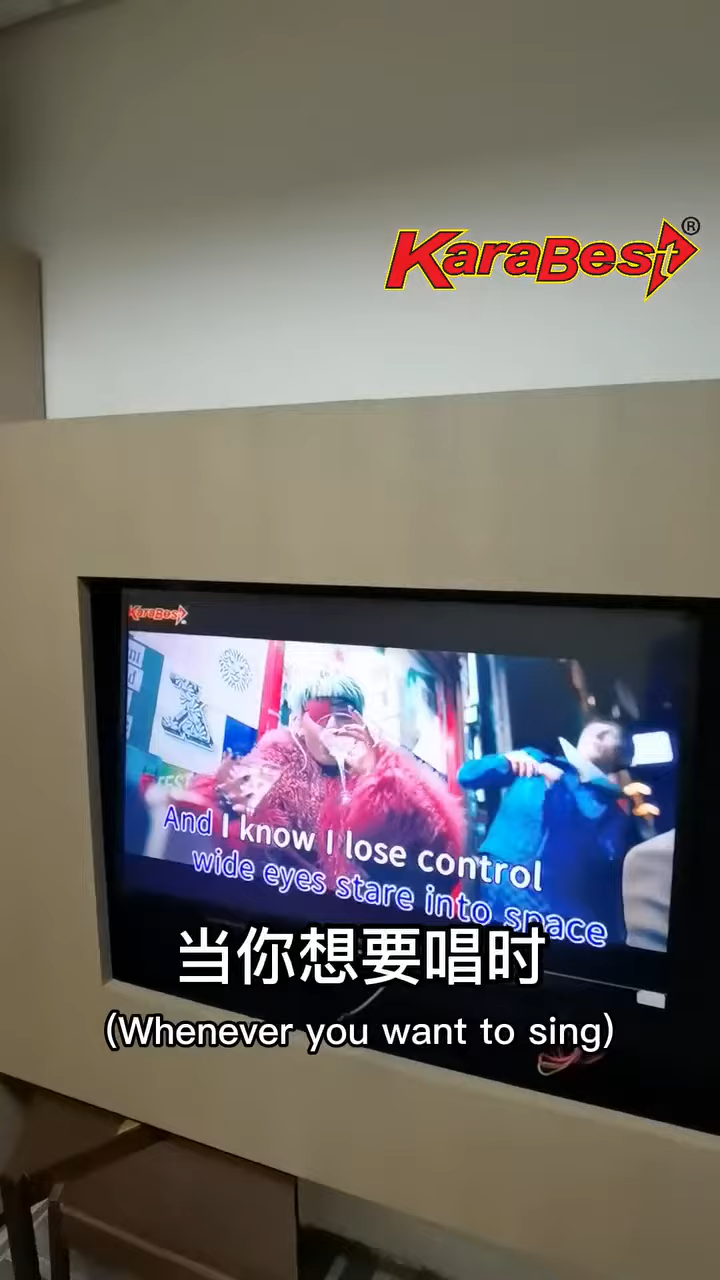 KaraBest®
KaraBest
And I know I lose control
wide eyes stare into space
当你想要唱时
(Whenever you want to sing)